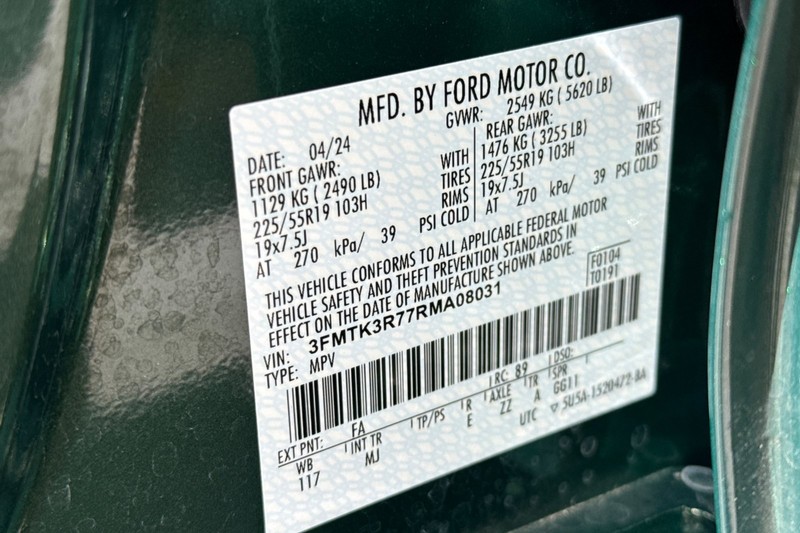 MFD. BY FORD MOTOR CO.
DATE: 04/24 GVWR: 2549 KG ( 5620 LB)
FRONT GAWR: REAR GAWR:
1129 KG ( 2490 LB) WITH 1476 KG ( 3255 LB) WITH
225/55R19 103H TIRES 225/55R19 103H TIRES
19x7.5J RIMS 19x7.5J RIMS
AT 270 kPa/ 39 PSI COLD AT 270 kPa/ 39 PSI COLD
THIS VEHICLE CONFORMS TO ALL APPLICABLE FEDERAL MOTOR
VEHICLE SAFETY AND THEFT PREVENTION STANDARDS IN
EFFECT ON THE DATE OF MANUFACTURE SHOWN ABOVE.
F0104
VIN: 3FMTK3R77RMA08031 T0191
TYPE: MPV
EXT PNT: FA RC: 89 DSO:
WB INT TR TP/PS R AXLE TR SPR
117 MJ E ZZ A GG11
UTC ▽ 5U5A-1520472-BA